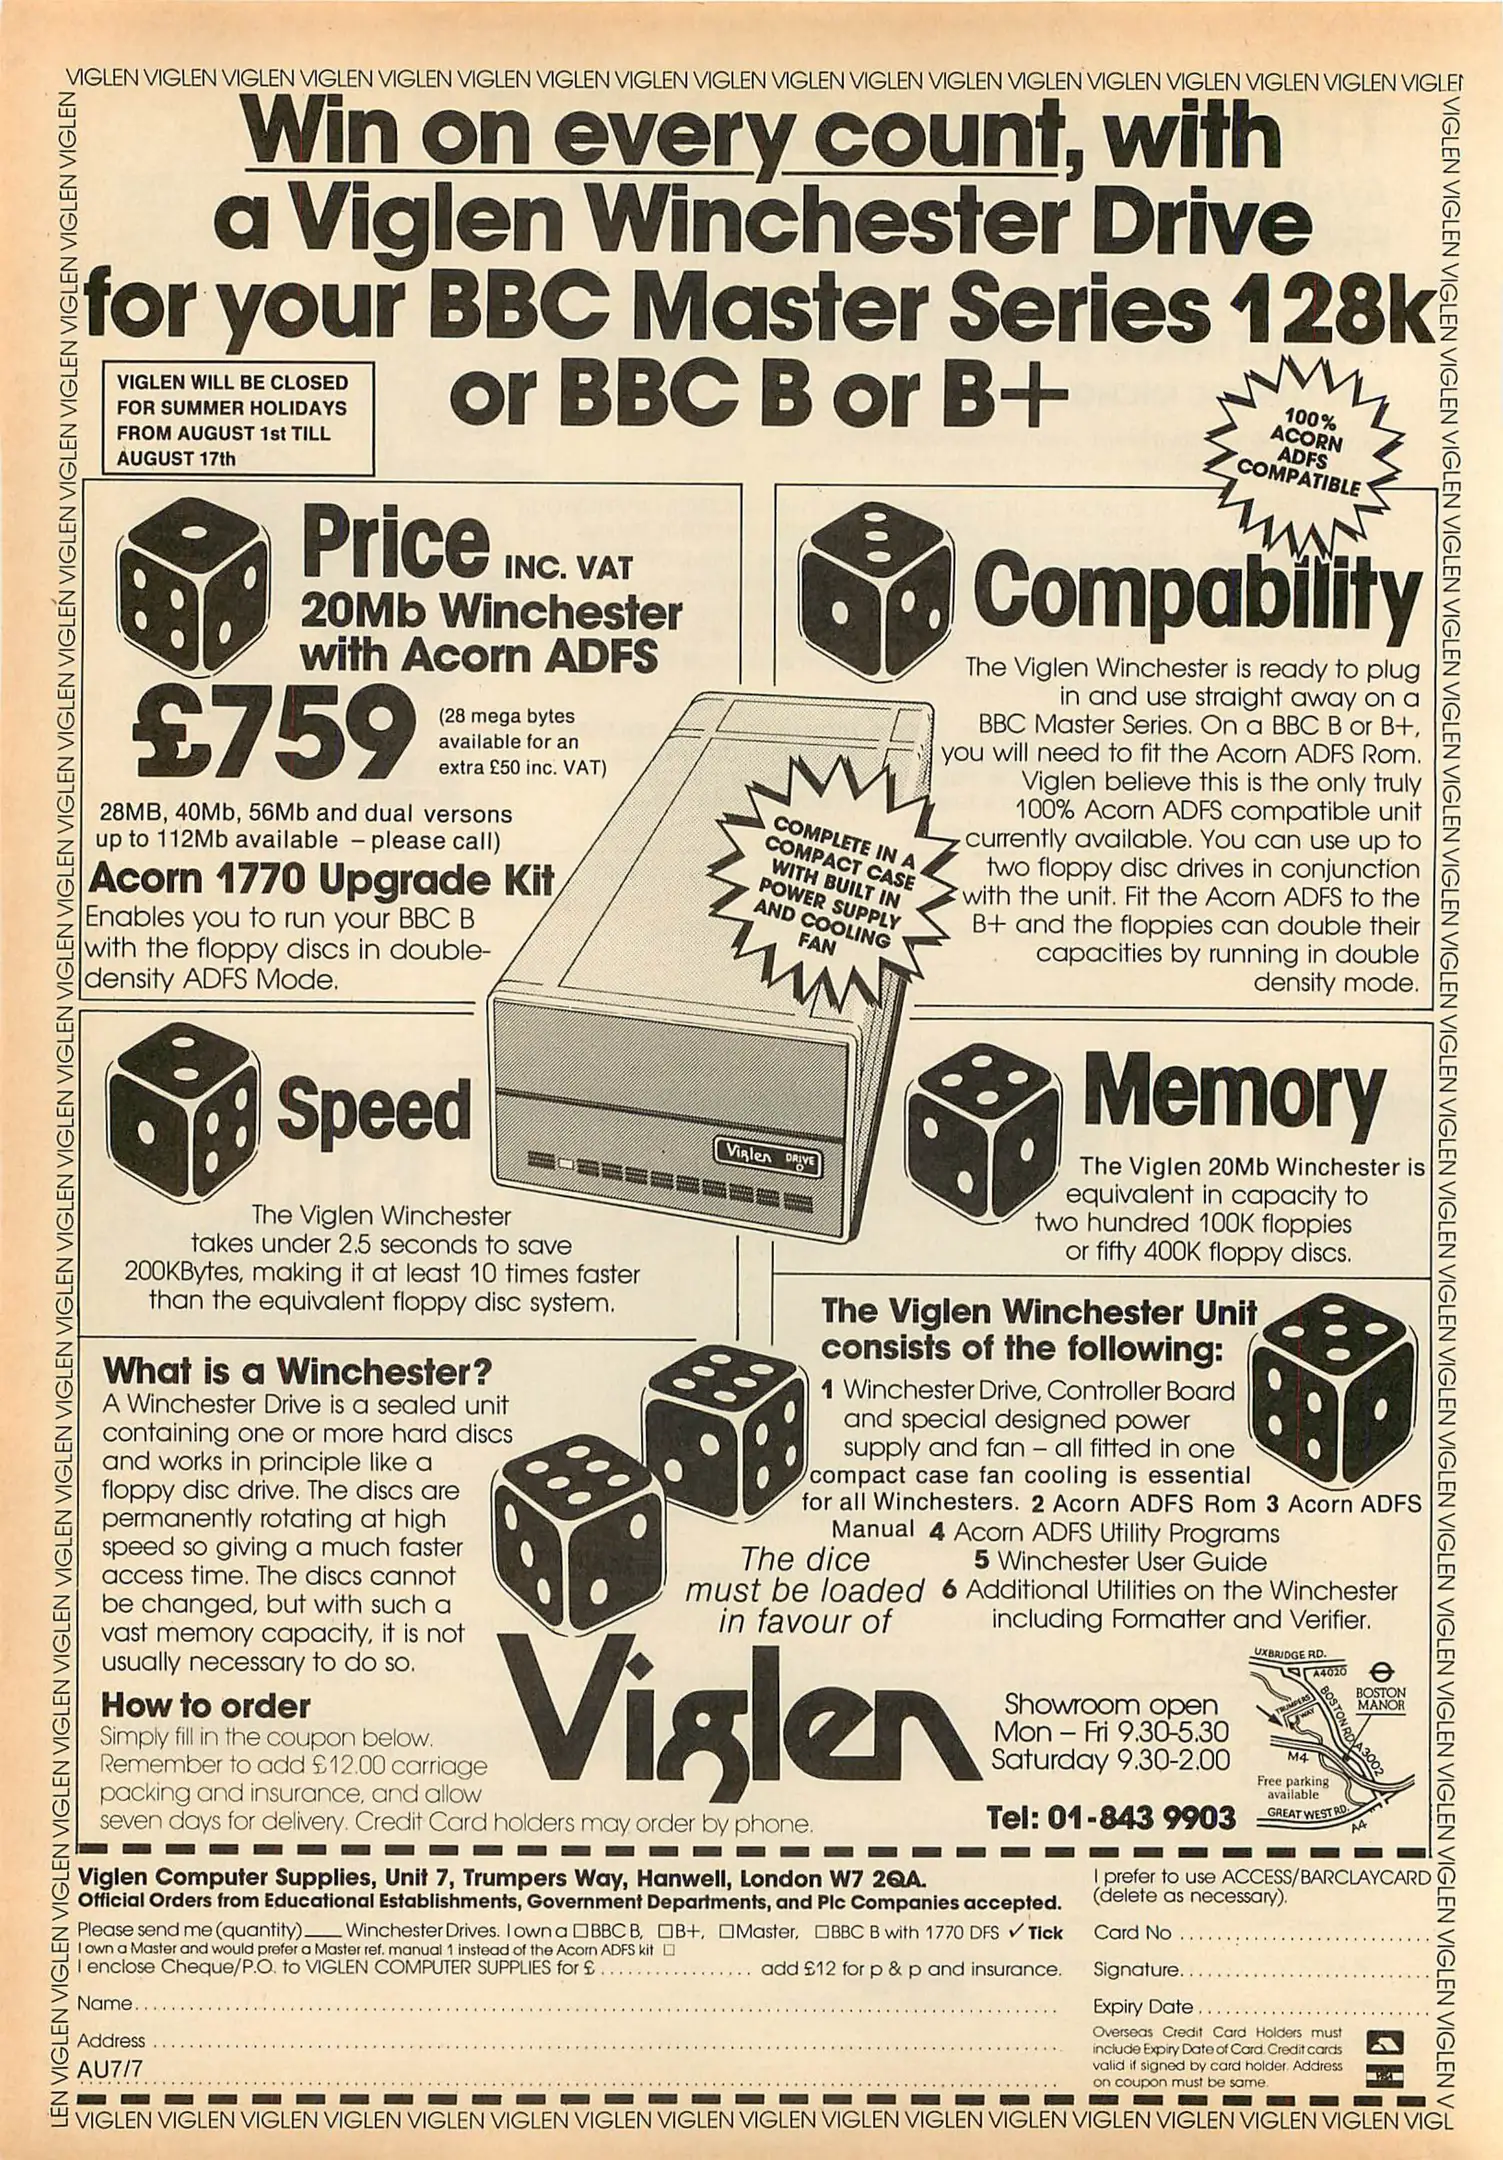 VIGLEN VIGLEN VIGLEN VIGLEN VIGLEN VIGLEN VIGLEN VIGLEN VIGLEN VIGLEN VIGLEN VIGLEN VIGLEN VIGLEN VIGLEN VIGLEN VIGLEN VIGLE
Win on every count, with
a Viglen Winchester Drive
for your BBC Master Series 128k
or BBC B or B+
VIGLEN WILL BE CLOSED
FOR SUMMER HOLIDAYS
FROM AUGUST 1st TILL
AUGUST 17th
100%
ACORN
ADFS
COMPATIBLE
Price INC. VAT
20Mb Winchester
with Acorn ADFS
£759
(28 mega bytes
available for an
extra £50 inc. VAT)
28MB, 40Mb, 56Mb and dual versons
up to 112Mb available – please call)
Acorn 1770 Upgrade Kit
Enables you to run your BBC B
with the floppy discs in double-
density ADFS Mode.
Compability
The Viglen Winchester is ready to plug
in and use straight away on a
BBC Master Series. On a BBC B or B+,
you will need to fit the Acorn ADFS Rom.
Viglen believe this is the only truly
100% Acorn ADFS compatible unit
currently available. You can use up to
two floppy disc drives in conjunction
with the unit. Fit the Acorn ADFS to the
B+ and the floppies can double their
capacities by running in double
density mode.
COMPLETE IN A
COMPACT CASE
WITH BUILT IN
POWER SUPPLY
AND COOLING
FAN
Viglen DRIVE 0
Speed
The Viglen Winchester
takes under 2.5 seconds to save
200KBytes, making it at least 10 times faster
than the equivalent floppy disc system.
Memory
The Viglen 20Mb Winchester is
equivalent in capacity to
two hundred 100K floppies
or fifty 400K floppy discs.
What is a Winchester?
A Winchester Drive is a sealed unit
containing one or more hard discs
and works in principle like a
floppy disc drive. The discs are
permanently rotating at high
speed so giving a much faster
access time. The discs cannot
be changed, but with such a
vast memory capacity, it is not
usually necessary to do so.
The Viglen Winchester Unit
consists of the following:
1 Winchester Drive, Controller Board
and special designed power
supply and fan – all fitted in one
compact case fan cooling is essential
for all Winchesters. 2 Acorn ADFS Rom 3 Acorn ADFS
Manual 4 Acorn ADFS Utility Programs
5 Winchester User Guide
6 Additional Utilities on the Winchester
including Formatter and Verifier.
The dice
must be loaded
in favour of
Viglen
How to order
Simply fill in the coupon below.
Remember to add £12.00 carriage
packing and insurance, and allow
seven days for delivery. Credit Card holders may order by phone.
Showroom open
Mon – Fri 9.30-5.30
Saturday 9.30-2.00
Tel: 01-843 9903
UXBRIDGE RD.
A4020
BOSTON
MANOR
TRUMPERS
WAY
BOSTON RD
A3002
M4
Free parking
available
GREAT WEST RD.
A4
Viglen Computer Supplies, Unit 7, Trumpers Way, Hanwell, London W7 2QA.
Official Orders from Educational Establishments, Government Departments, and Plc Companies accepted.
Please send me (quantity)____ Winchester Drives. I own a □ BBC B, □ B+, □ Master, □ BBC B with 1770 DFS ✓ Tick
I own a Master and would prefer a Master ref. manual 1 instead of the Acorn ADFS kit □
I enclose Cheque/P.O. to VIGLEN COMPUTER SUPPLIES for £ .................. add £12 for p & p and insurance.
Name..........
Address ..........
AU7/7
I prefer to use ACCESS/BARCLAYCARD
(delete as necessary).
Card No ..........
Signature..........
Expiry Date ..........
Overseas Credit Card Holders must
include Expiry Date of Card. Credit cards
valid if signed by card holder. Address
on coupon must be same.
VIGLEN VIGLEN VIGLEN VIGLEN VIGLEN VIGLEN VIGLEN VIGLEN VIGLEN VIGLEN VIGLEN VIGLEN VIGLEN VIGLEN VIGLEN VIGLEN VIGL